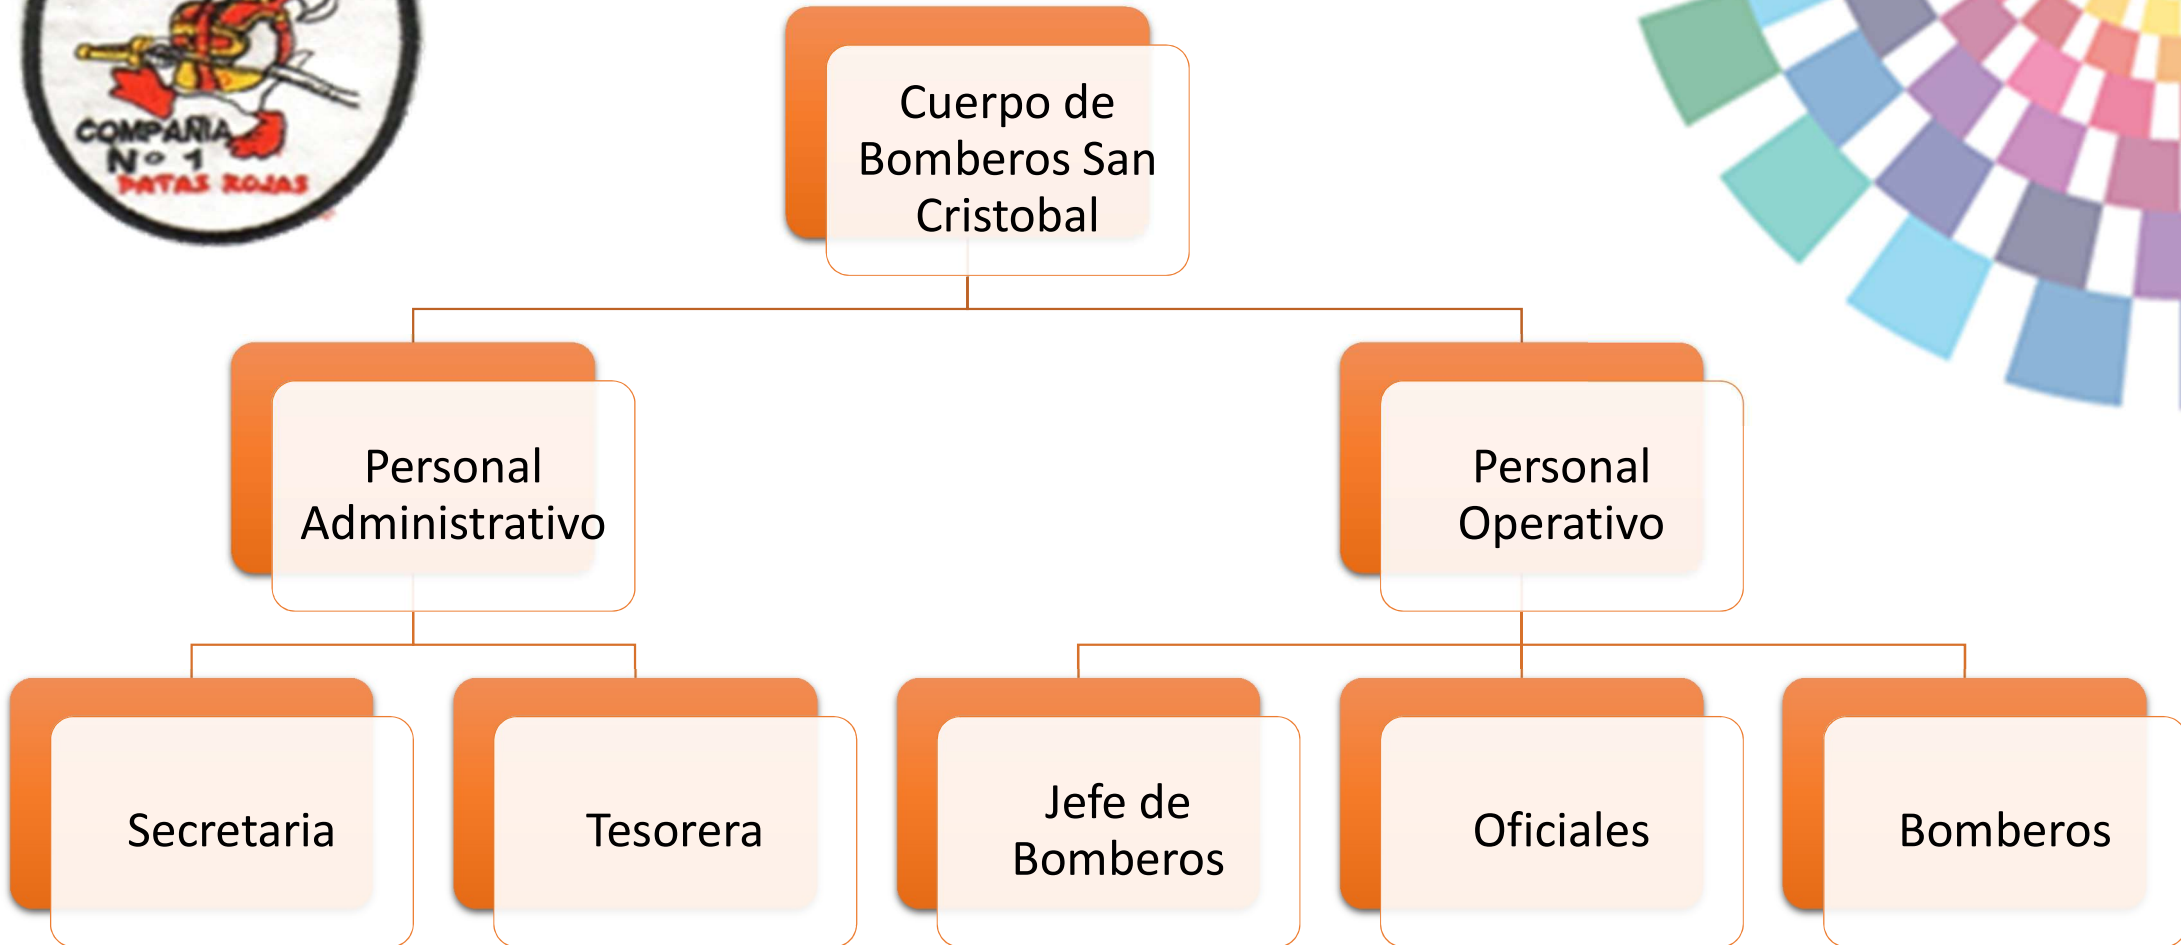 COMPAÑIA
Nº 1
PATAS ROJAS
Cuerpo de
Bomberos San
Cristobal
Personal
Administrativo
Personal
Operativo
Secretaria
Tesorera
Jefe de
Bomberos
Oficiales
Bomberos